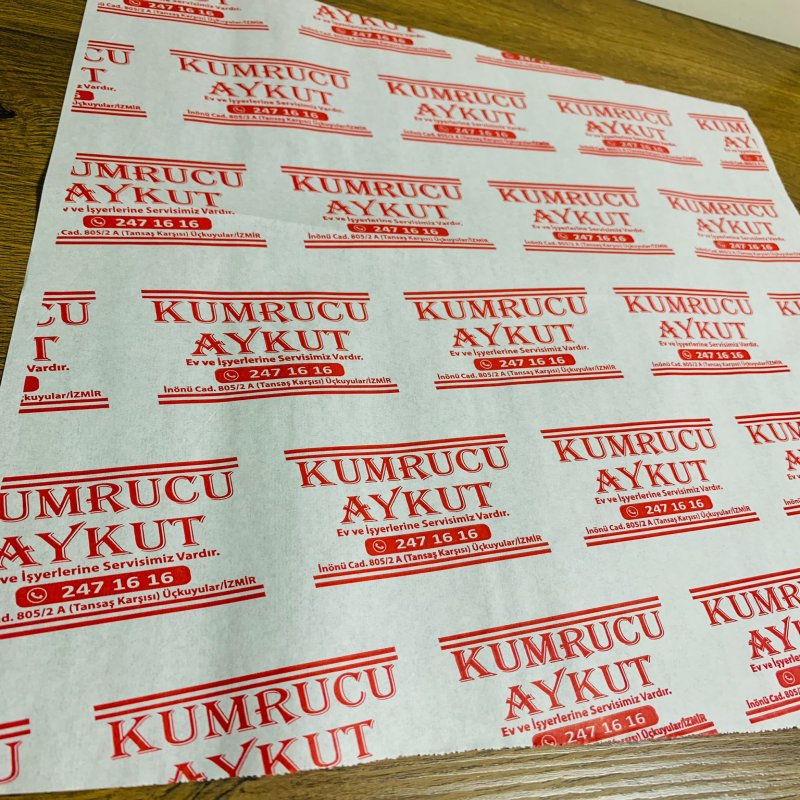 KUMRUCU
AYKUT
Ev ve İşyerlerine Servisimiz Vardır.
247 16 16
İnönü Cad. 805/2 A (Tansaş Karşısı) Üçkuyular/İZMİR